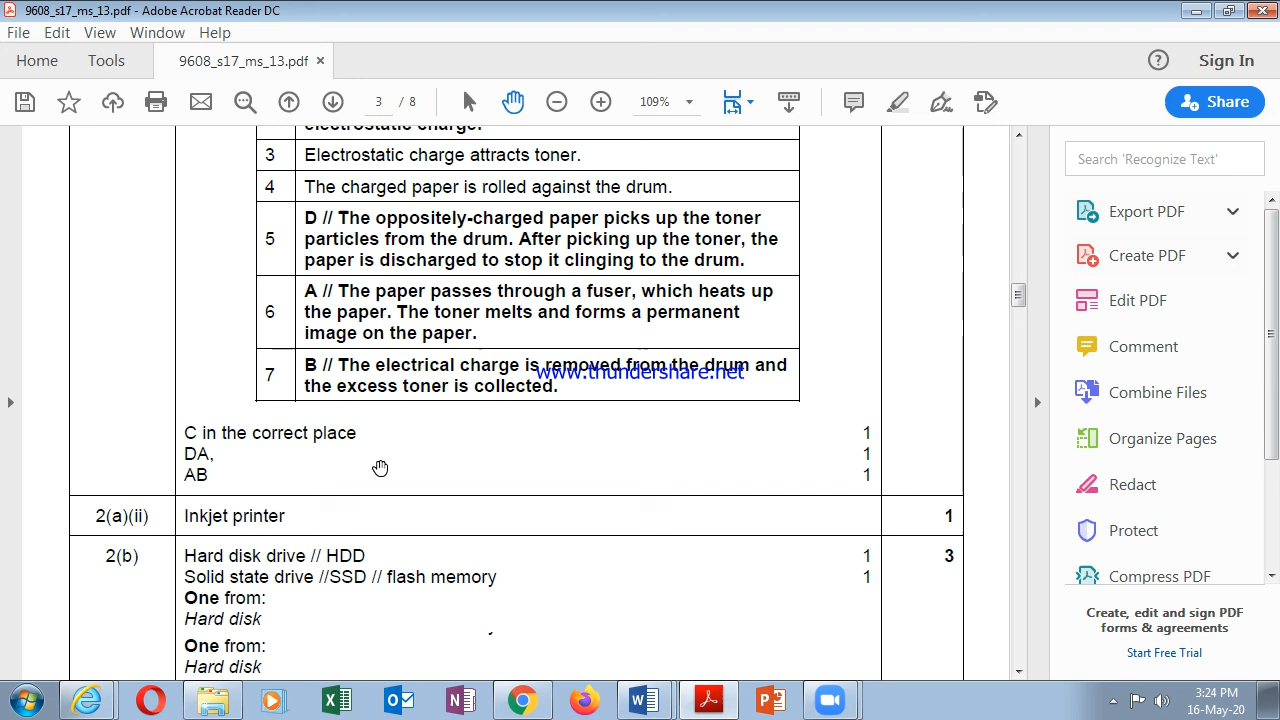 9608_s17_ms_13.pdf - Adobe Acrobat Reader DC
File Edit View Window Help
Home Tools 9608_s17_ms_13.pdf × Sign In
3 / 8 109% Share
electrostatic charge.
3 Electrostatic charge attracts toner.
4 The charged paper is rolled against the drum.
D // The oppositely-charged paper picks up the toner
5 particles from the drum. After picking up the toner, the
paper is discharged to stop it clinging to the drum.
A // The paper passes through a fuser, which heats up
6 the paper. The toner melts and forms a permanent
image on the paper.
7 B // The electrical charge is removed from the drum and
the excess toner is collected.
www.thundershare.net
C in the correct place 1
DA, 1
AB 1
2(a)(ii) Inkjet printer 1
2(b) Hard disk drive // HDD 1 3
Solid state drive //SSD // flash memory 1
One from:
Hard disk
One from:
Hard disk
Search 'Recognize Text'
Export PDF
Create PDF
Edit PDF
Comment
Combine Files
Organize Pages
Redact
Protect
Compress PDF
Create, edit and sign PDF
forms & agreements
Start Free Trial
3:24 PM
16-May-20